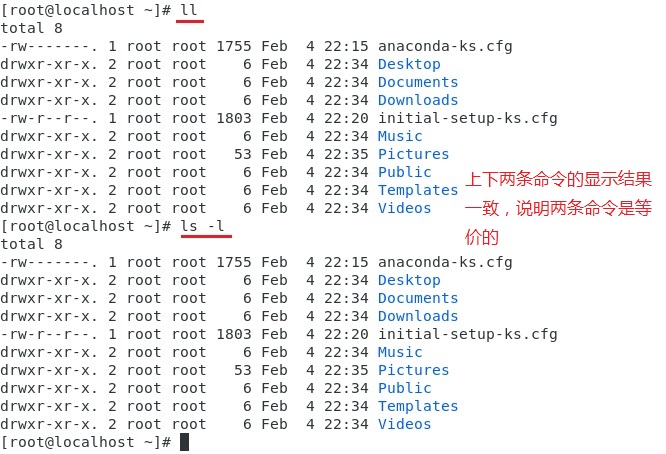 [root@localhost ~]# ll
total 8
-rw-------. 1 root root 1755 Feb  4 22:15 anaconda-ks.cfg
drwxr-xr-x. 2 root root    6 Feb  4 22:34 Desktop
drwxr-xr-x. 2 root root    6 Feb  4 22:34 Documents
drwxr-xr-x. 2 root root    6 Feb  4 22:34 Downloads
-rw-r--r--. 1 root root 1803 Feb  4 22:20 initial-setup-ks.cfg
drwxr-xr-x. 2 root root    6 Feb  4 22:34 Music
drwxr-xr-x. 2 root root   53 Feb  4 22:35 Pictures
drwxr-xr-x. 2 root root    6 Feb  4 22:34 Public
drwxr-xr-x. 2 root root    6 Feb  4 22:34 Templates
drwxr-xr-x. 2 root root    6 Feb  4 22:34 Videos
上下两条命令的显示结果
一致，说明两条命令是等
价的
[root@localhost ~]# ls -l
total 8
-rw-------. 1 root root 1755 Feb  4 22:15 anaconda-ks.cfg
drwxr-xr-x. 2 root root    6 Feb  4 22:34 Desktop
drwxr-xr-x. 2 root root    6 Feb  4 22:34 Documents
drwxr-xr-x. 2 root root    6 Feb  4 22:34 Downloads
-rw-r--r--. 1 root root 1803 Feb  4 22:20 initial-setup-ks.cfg
drwxr-xr-x. 2 root root    6 Feb  4 22:34 Music
drwxr-xr-x. 2 root root   53 Feb  4 22:35 Pictures
drwxr-xr-x. 2 root root    6 Feb  4 22:34 Public
drwxr-xr-x. 2 root root    6 Feb  4 22:34 Templates
drwxr-xr-x. 2 root root    6 Feb  4 22:34 Videos
[root@localhost ~]#